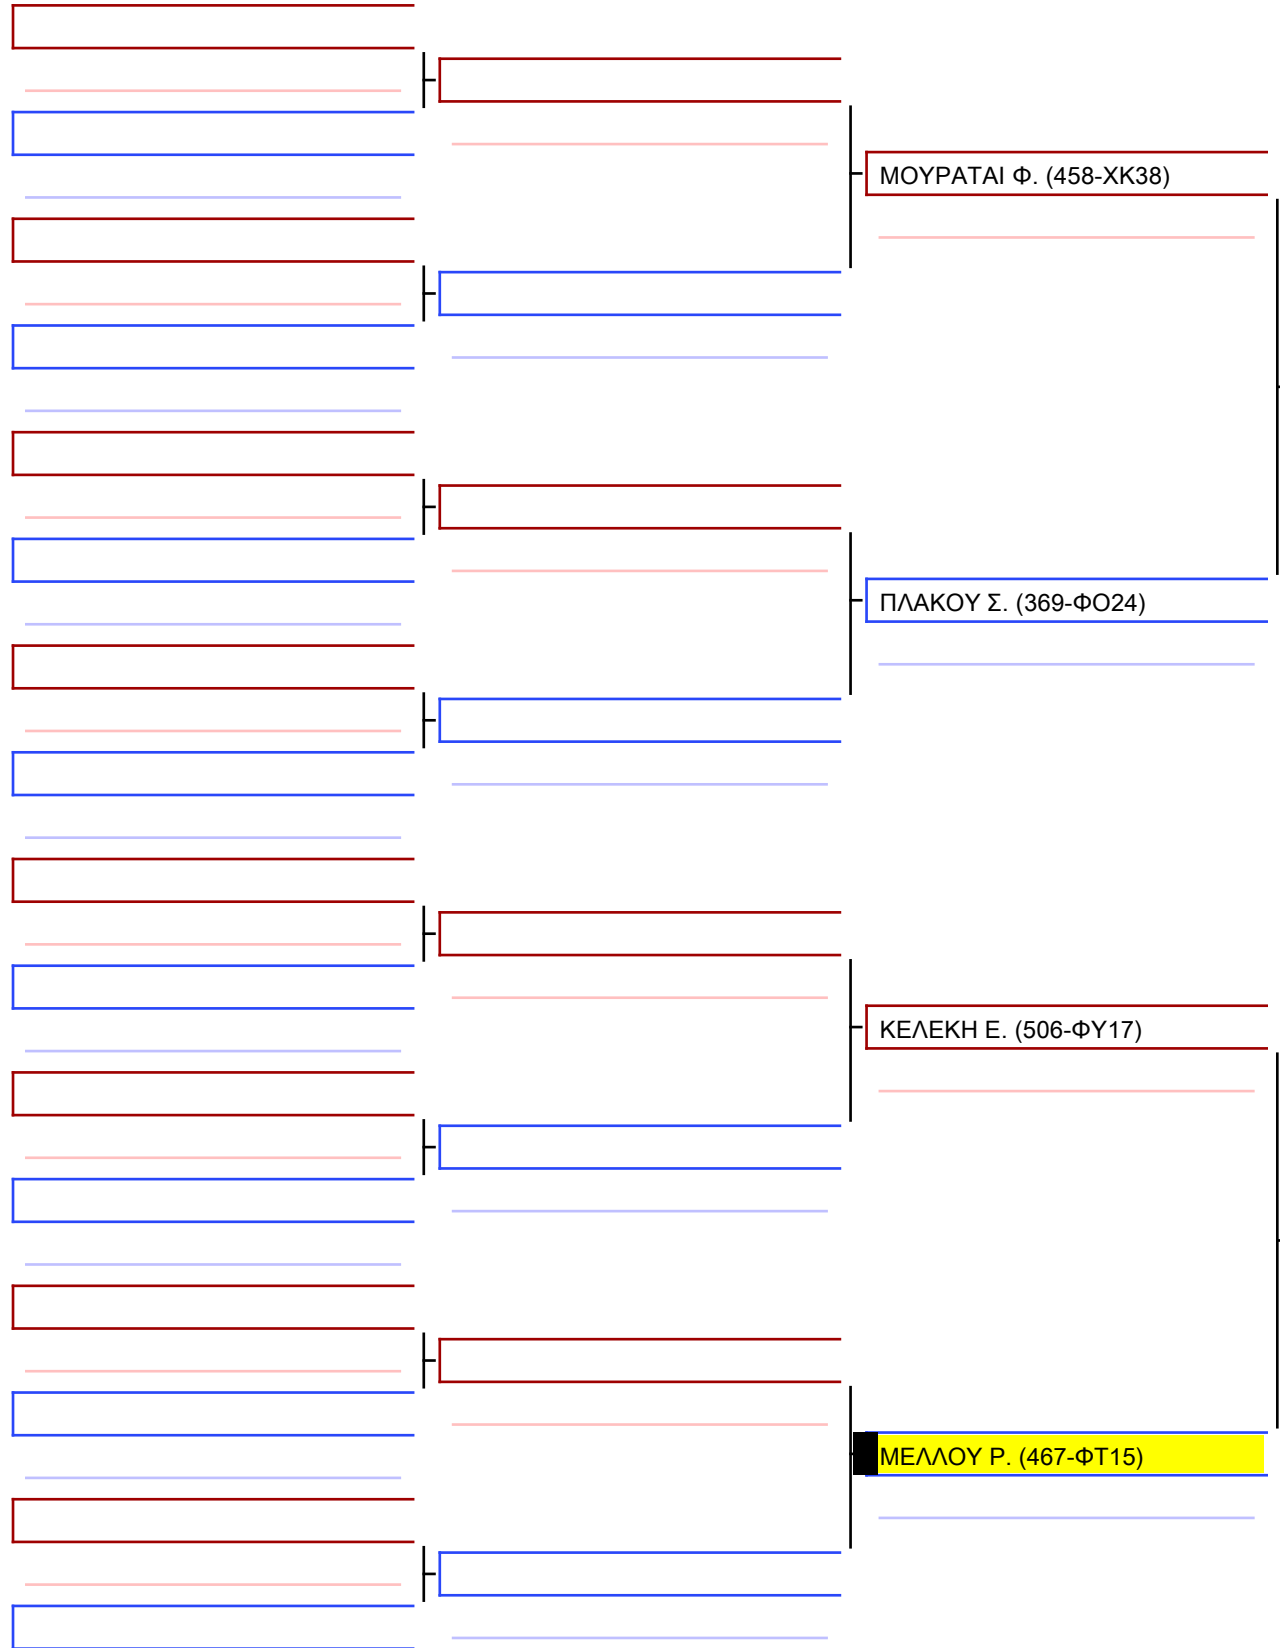 ΜΟΥΡΑΤΑΙ Φ. (458-ΧΚ38)
ΠΛΑΚΟΥ Σ. (369-ΦΟ24)
ΚΕΛΕΚΗ Ε. (506-ΦΥ17)
ΜΕΛΛΟΥ Ρ. (467-ΦΤ15)